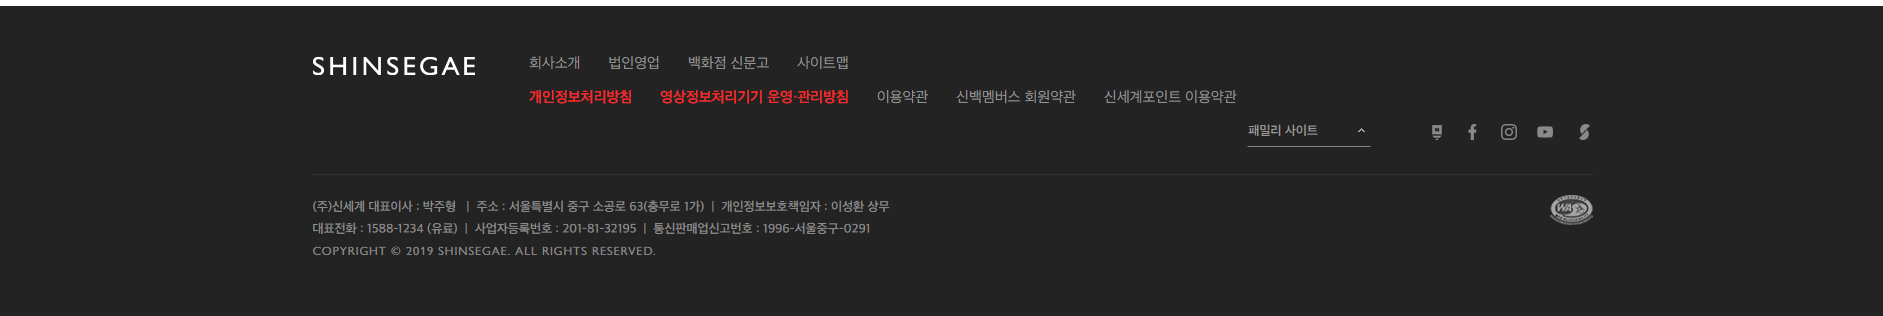 SHINSEGAE
회사소개 법인영업 백화점 신문고 사이트맵
개인정보처리방침 영상정보처리기기 운영·관리방침 이용약관 신백멤버스 회원약관 신세계포인트 이용약관
패밀리 사이트
(주)신세계 대표이사 : 박주형 | 주소 : 서울특별시 중구 소공로 63(충무로 1가) | 개인정보보호책임자 : 이성환 상무
대표전화 : 1588-1234 (유료) | 사업자등록번호 : 201-81-32195 | 통신판매업신고번호 : 1996-서울중구-0291
COPYRIGHT © 2019 SHINSEGAE. ALL RIGHTS RESERVED.
WA